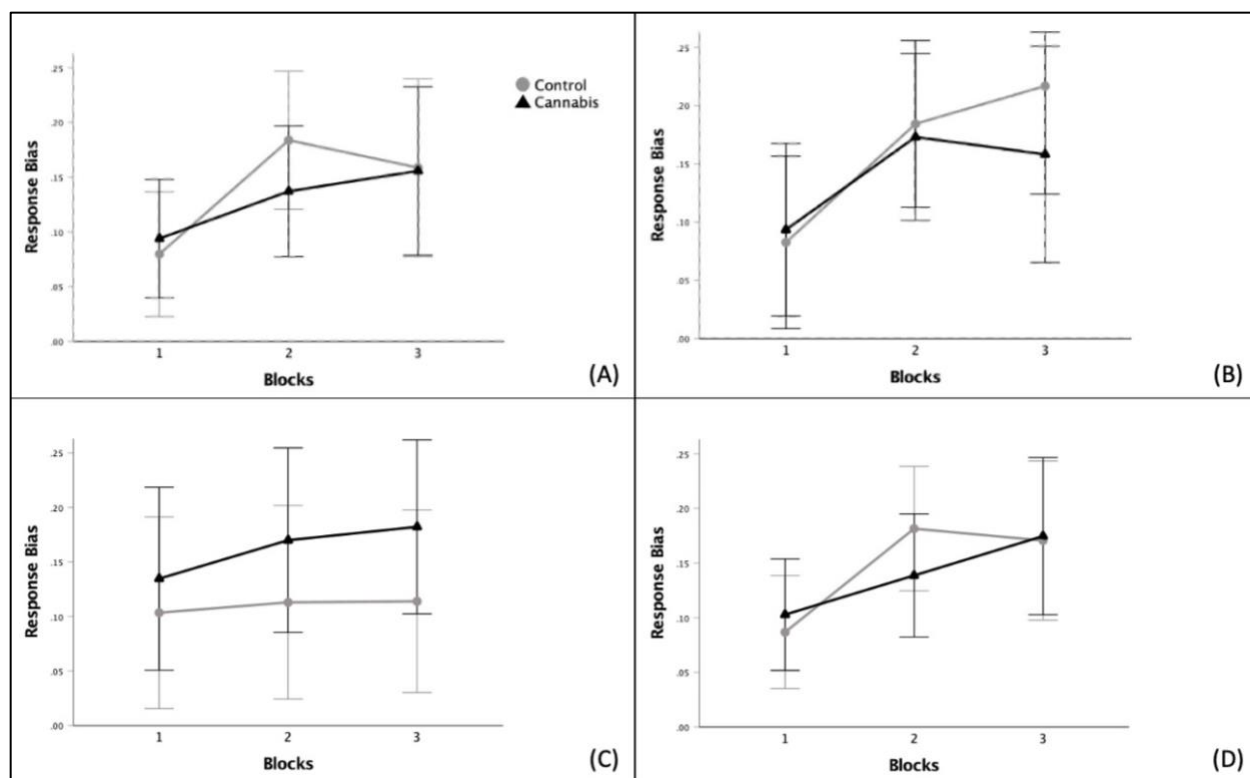 .25
.20
.15
.10
.05
.00
Response Bias
1 2 3
Blocks
Control
Cannabis
(A)
.25
.20
.15
.10
.05
.00
Response Bias
1 2 3
Blocks
(B)
.25
.20
.15
.10
.05
.00
Response Bias
1 2 3
Blocks
(C)
.25
.20
.15
.10
.05
.00
Response Bias
1 2 3
Blocks
(D)